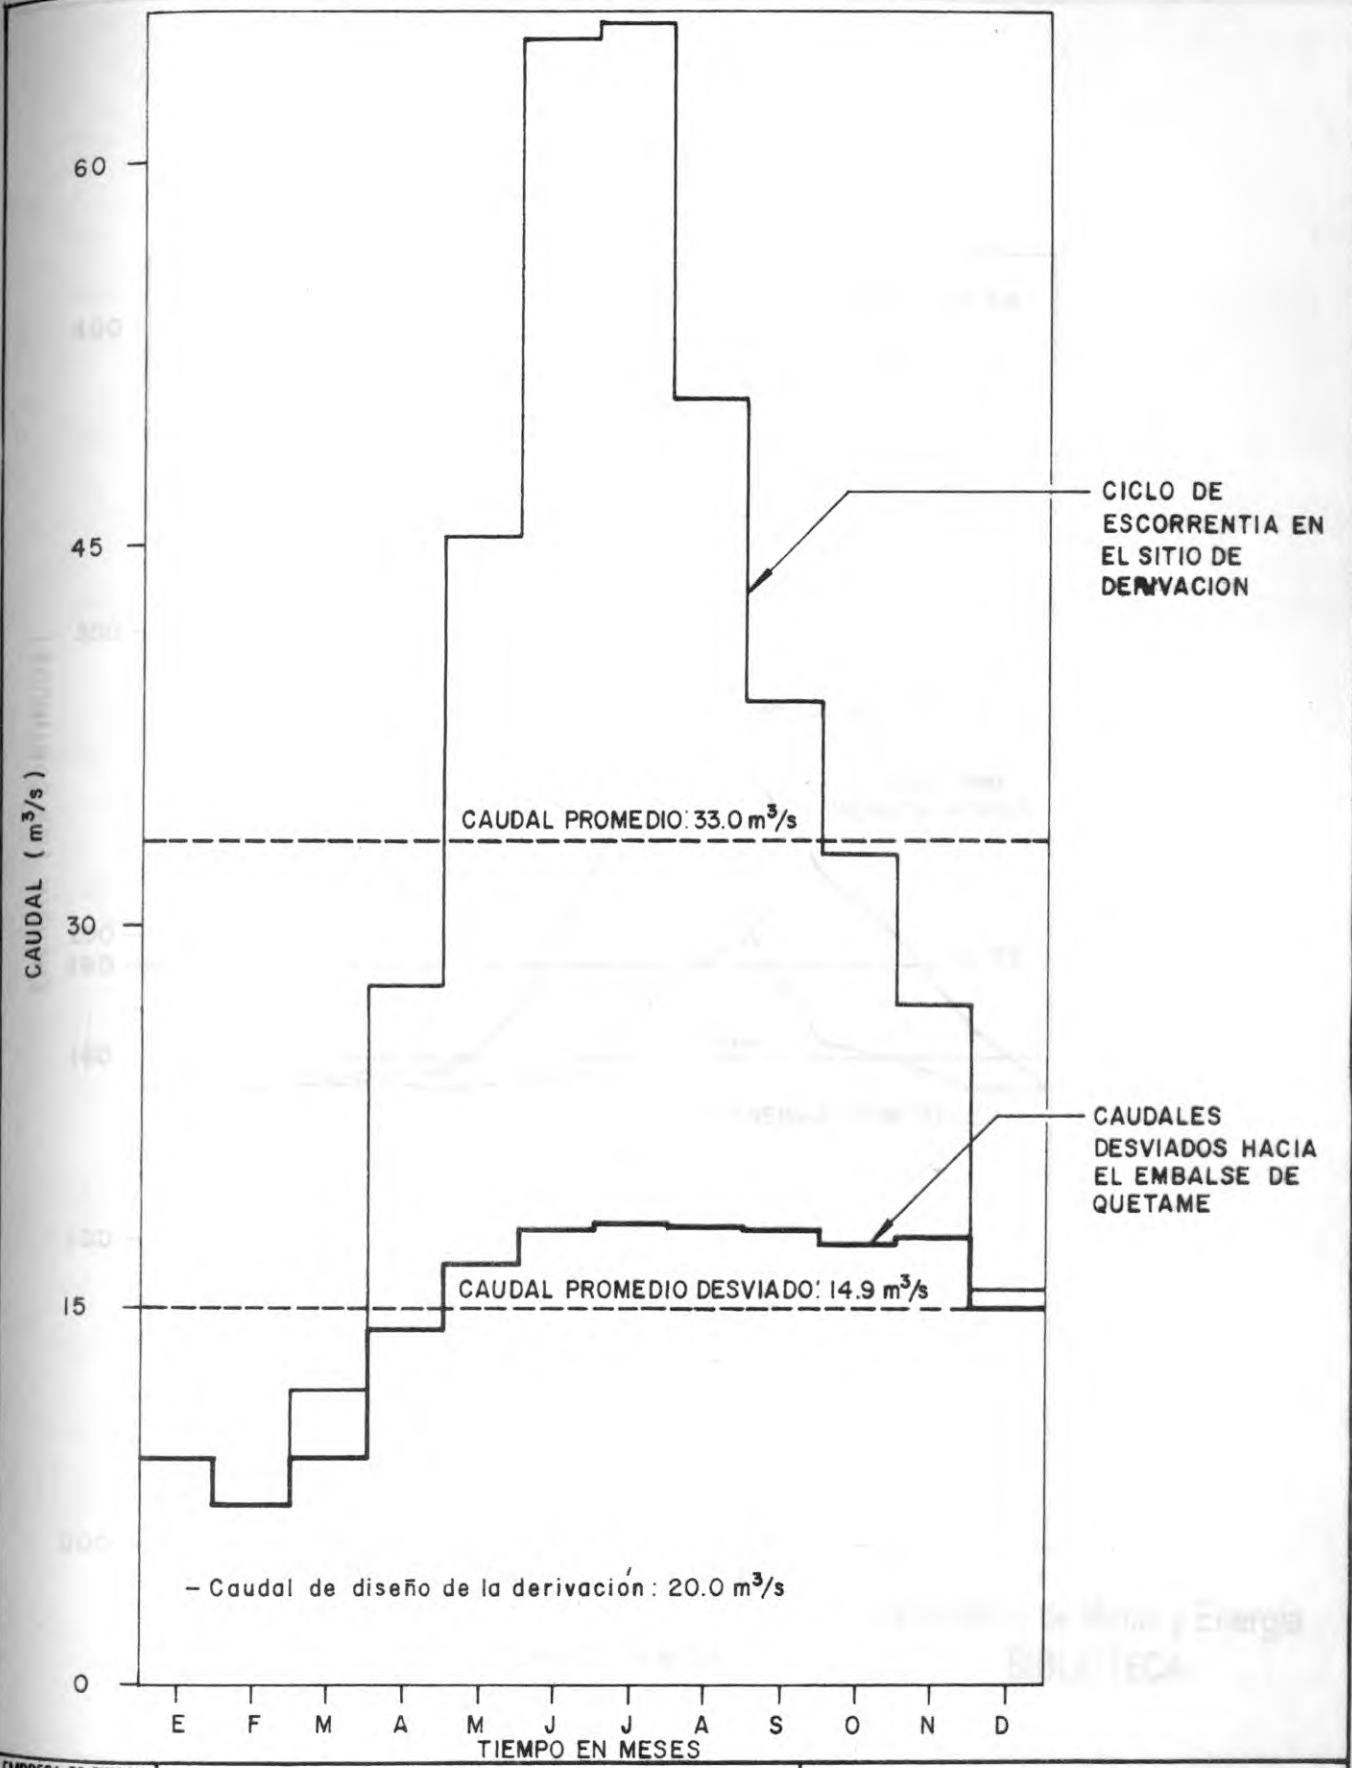 60
45
30
15
0
CAUDAL (m³/s)
CICLO DE
ESCORRENTIA EN
EL SITIO DE
DERIVACION
CAUDAL PROMEDIO: 33.0 m³/s
CAUDALES
DESVIADOS HACIA
EL EMBALSE DE
QUETAME
CAUDAL PROMEDIO DESVIADO: 14.9 m³/s
– Caudal de diseño de la derivación : 20.0 m³/s
E F M A M J J A S O N D
TIEMPO EN MESES